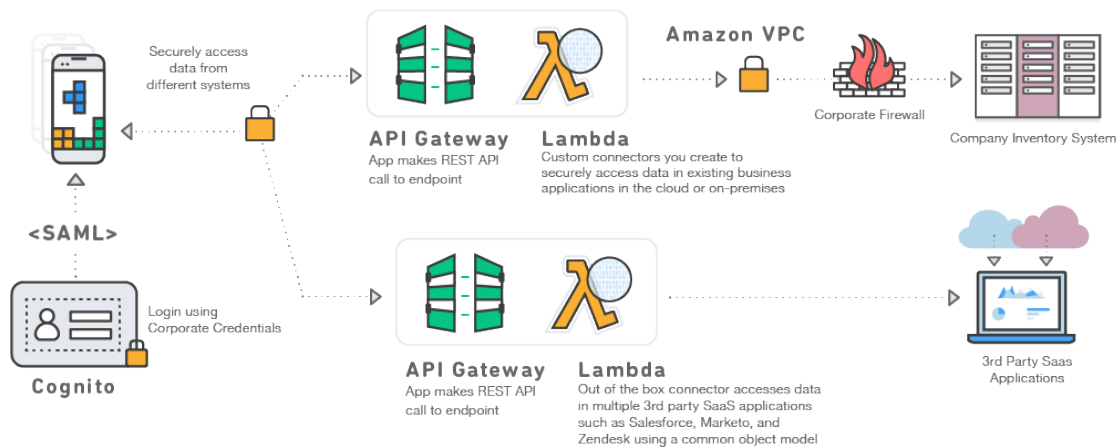 Securely access
data from
different systems
API Gateway
App makes REST API
call to endpoint
Lambda
Custom connectors you create to
securely access data in existing business
applications in the cloud or on-premises
Amazon VPC
Corporate Firewall
Company Inventory System
<SAML>
Login using
Corporate Credentials
Cognito
API Gateway
App makes REST API
call to endpoint
Lambda
Out of the box connector accesses data
in multiple 3rd party SaaS applications
such as Salesforce, Marketo, and
Zendesk using a common object model
3rd Party Saas
Applications